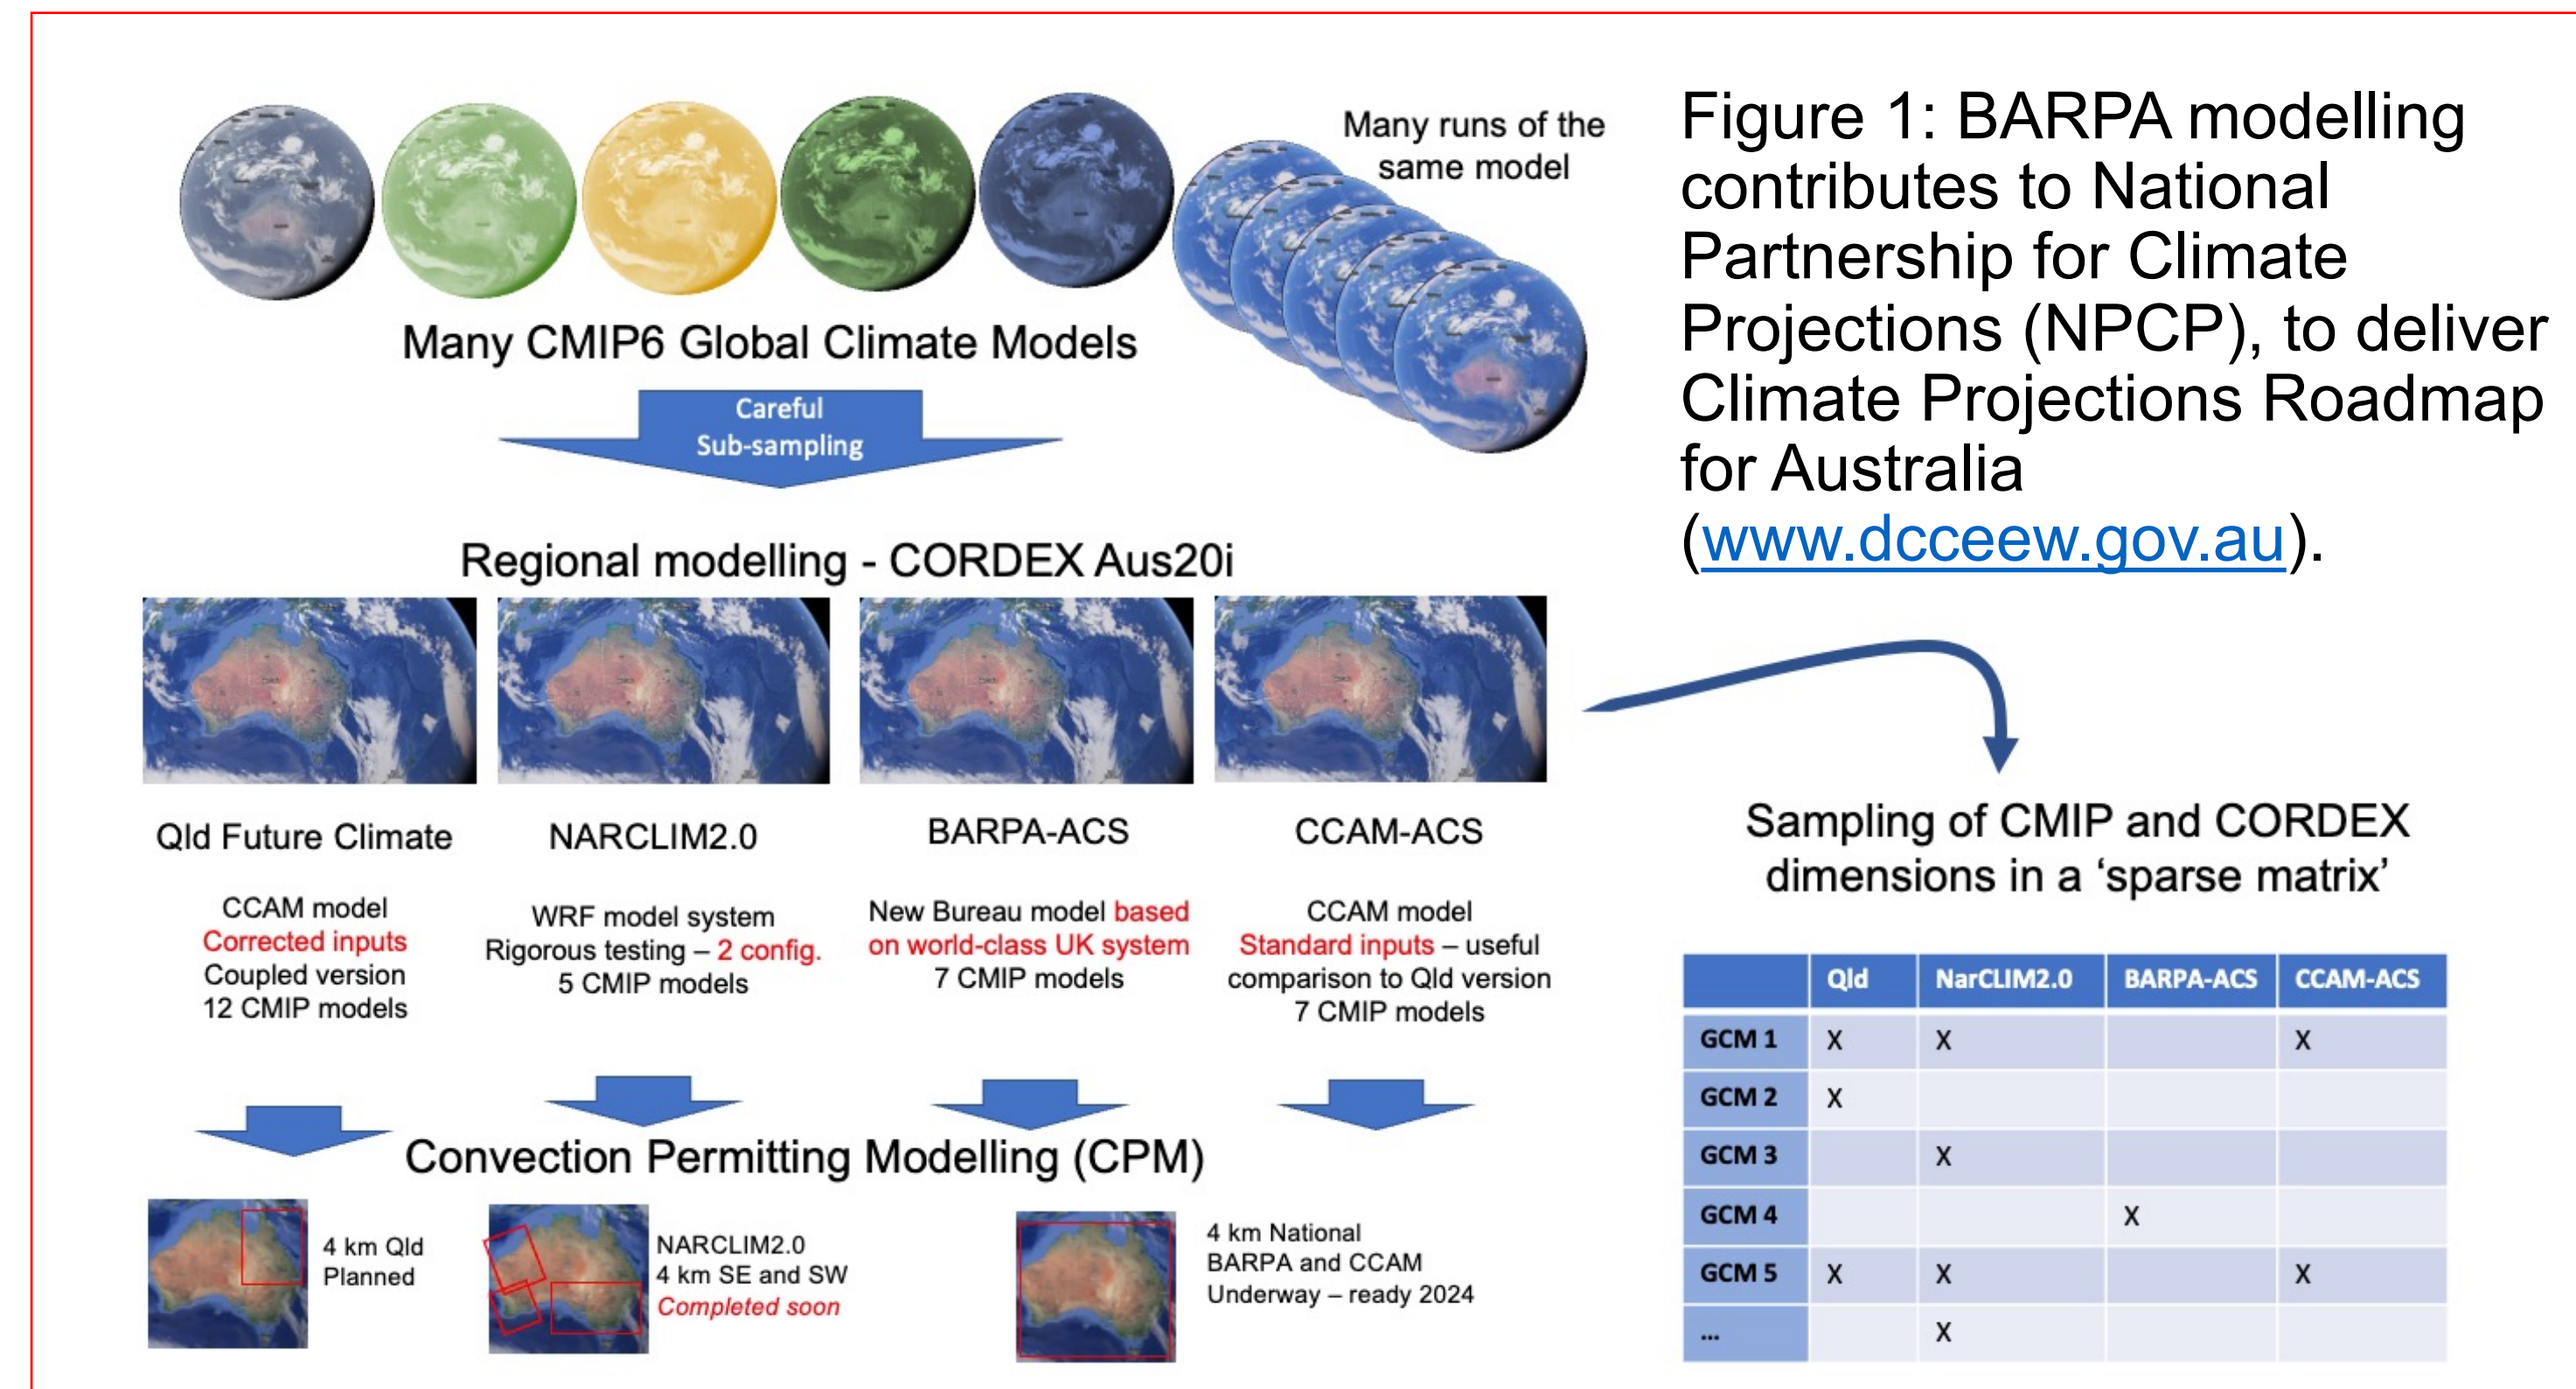 Many runs of the
same model
Many CMIP6 Global Climate Models
Careful
Sub-sampling
Figure 1: BARPA modelling
contributes to National
Partnership for Climate
Projections (NPCP), to deliver
Climate Projections Roadmap
for Australia
(www.dcceew.gov.au).
Regional modelling - CORDEX Aus20i
Qld Future Climate
CCAM model
Corrected inputs
Coupled version
12 CMIP models
NARCLIM2.0
WRF model system
Rigorous testing – 2 config.
5 CMIP models
BARPA-ACS
New Bureau model based
on world-class UK system
7 CMIP models
CCAM-ACS
CCAM model
Standard inputs – useful
comparison to Qld version
7 CMIP models
Convection Permitting Modelling (CPM)
4 km Qld
Planned
NARCLIM2.0
4 km SE and SW
Completed soon
4 km National
BARPA and CCAM
Underway – ready 2024
Sampling of CMIP and CORDEX
dimensions in a ‘sparse matrix’
Qld NarCLIM2.0 BARPA-ACS CCAM-ACS
GCM 1 X X X
GCM 2 X
GCM 3 X
GCM 4 X
GCM 5 X X X
... X